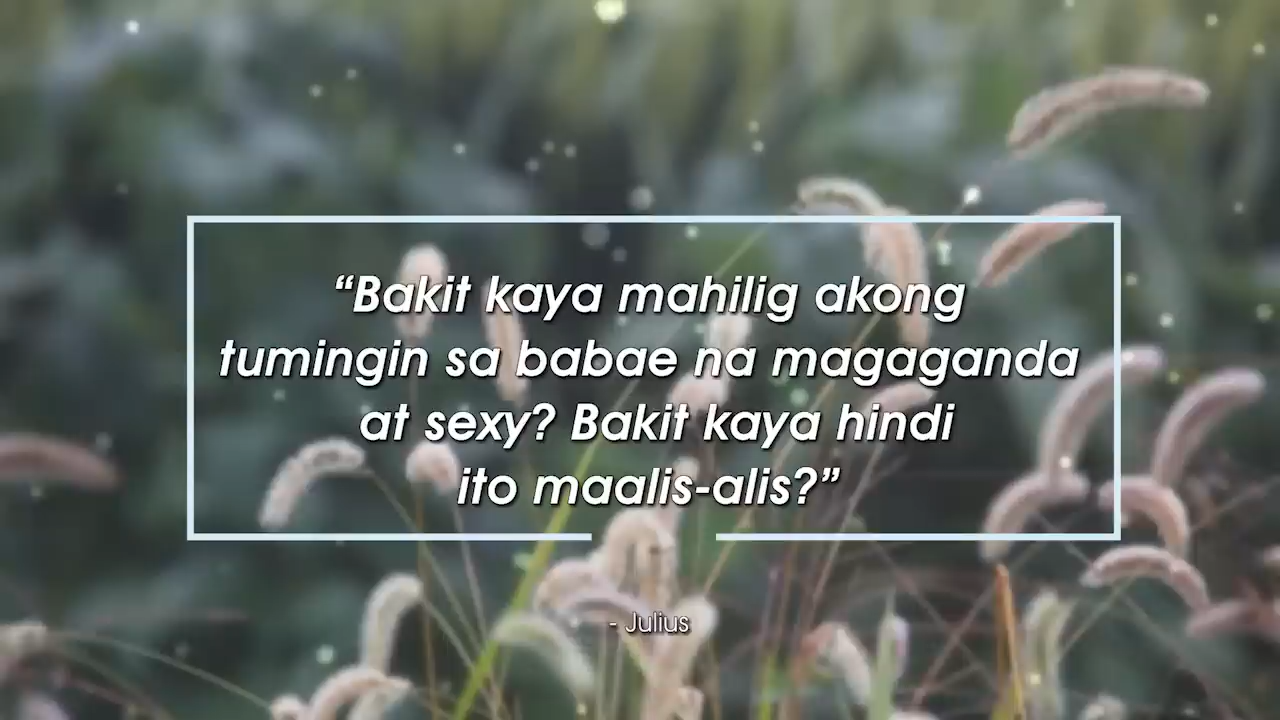 “Bakit kaya mahilig akong
tumingin sa babae na magaganda
at sexy? Bakit kaya hindi
ito maalis-alis?”
- Julius